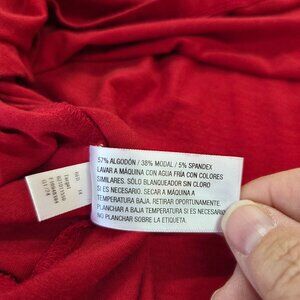 57% ALGODÓN / 38% MODAL / 5% SPANDEX
LAVAR A MÁQUINA CON AGUA FRÍA CON COLORES
SIMILARES. SÓLO BLANQUEADOR SIN CLORO
SI ES NECESARIO. SECAR A MÁQUINA A
TEMPERATURA BAJA. RETIRAR OPORTUNAMENTE.
PLANCHAR A BAJA TEMPERATURA SI ES NECESARIO
NO PLANCHAR SOBRE LA ETIQUETA.